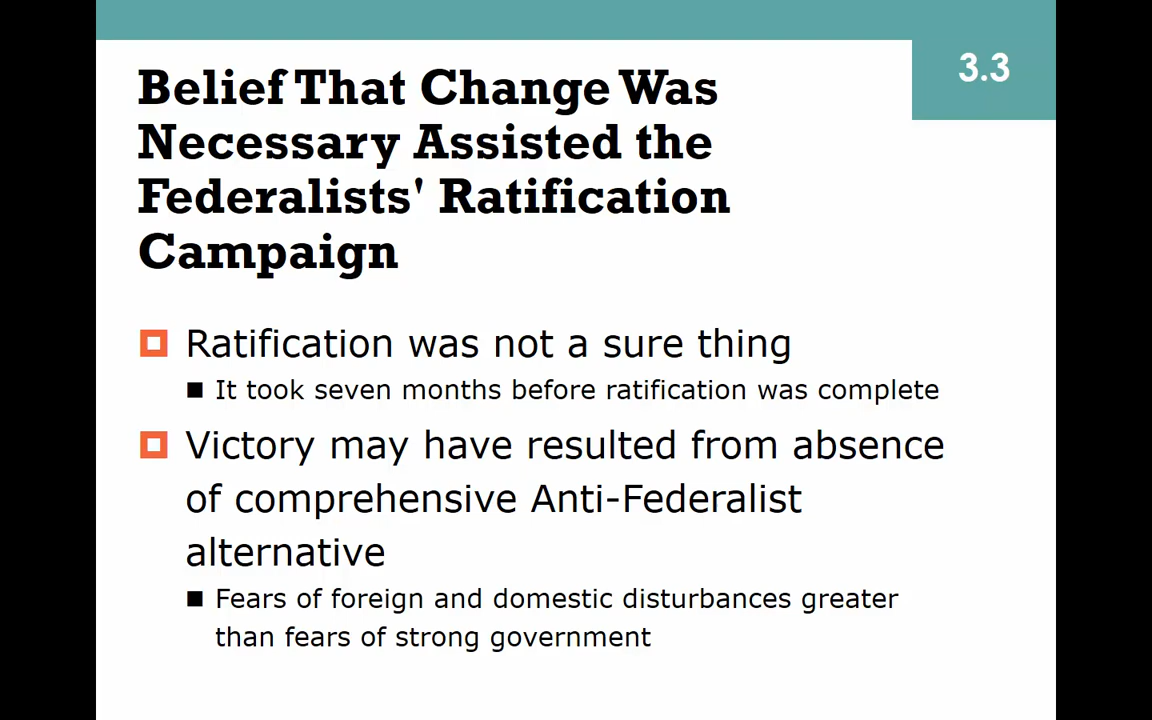 3.3
Belief That Change Was
Necessary Assisted the
Federalists' Ratification
Campaign
Ratification was not a sure thing
It took seven months before ratification was complete
Victory may have resulted from absence
of comprehensive Anti-Federalist
alternative
Fears of foreign and domestic disturbances greater
than fears of strong government